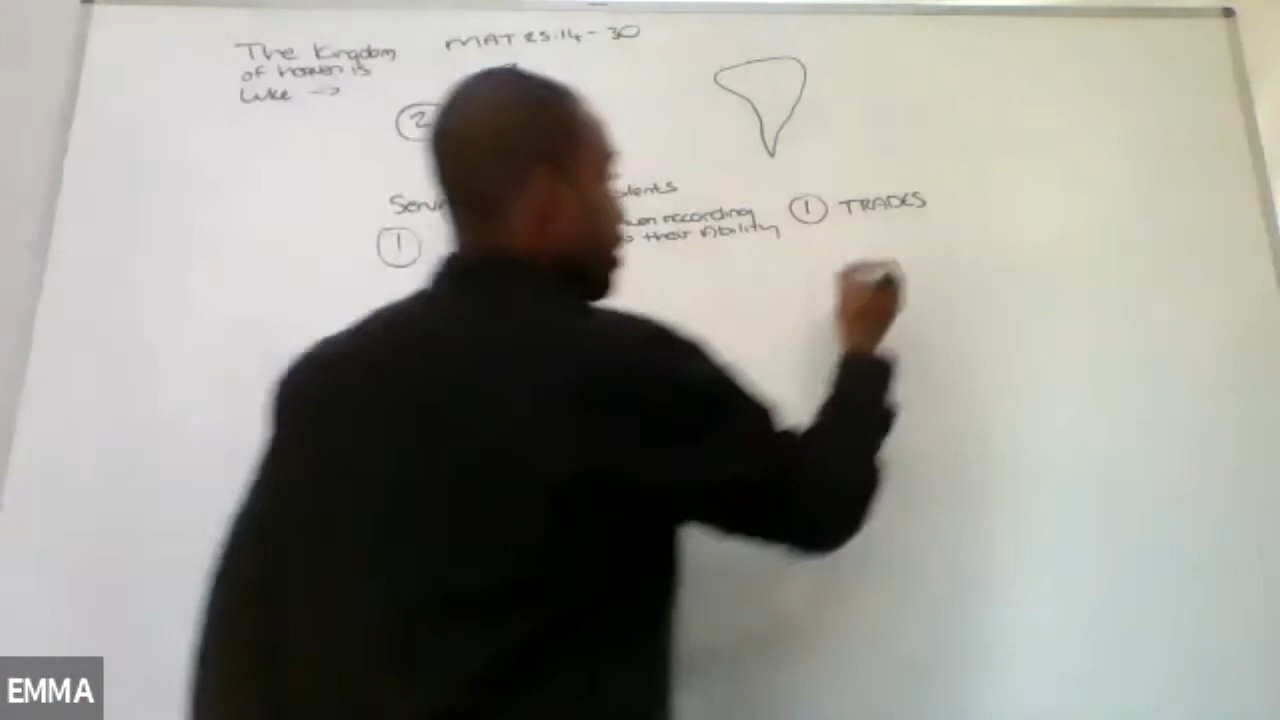 The Kingdom
of heaven is
Like →
MAT 25:14-30
2
talents
according
① TRADES
to their Ability
1
EMMA